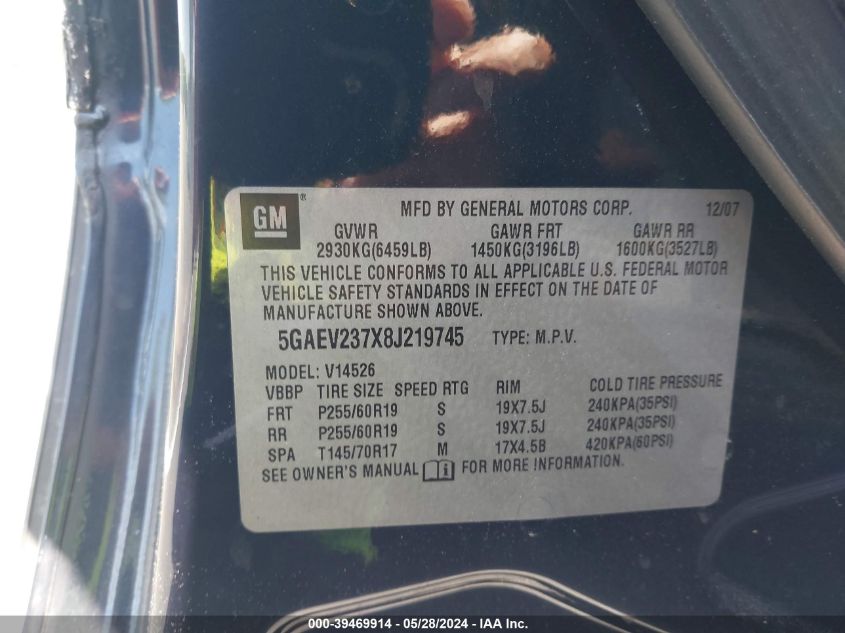 GM ® MFD BY GENERAL MOTORS CORP. 12/07
GVWR GAWR FRT GAWR RR
2930KG(6459LB) 1450KG(3196LB) 1600KG(3527LB)
THIS VEHICLE CONFORMS TO ALL APPLICABLE U.S. FEDERAL MOTOR
VEHICLE SAFETY STANDARDS IN EFFECT ON THE DATE OF
MANUFACTURE SHOWN ABOVE.
5GAEV237X8J219745 TYPE: M.P.V.
MODEL: V14526
VBBP TIRE SIZE SPEED RTG RIM COLD TIRE PRESSURE
FRT P255/60R19 S 19X7.5J 240KPA(35PSI)
RR P255/60R19 S 19X7.5J 240KPA(35PSI)
SPA T145/70R17 M 17X4.5B 420KPA(60PSI)
SEE OWNER'S MANUAL i FOR MORE INFORMATION.
000-39469914 - 05/28/2024 - IAA Inc.